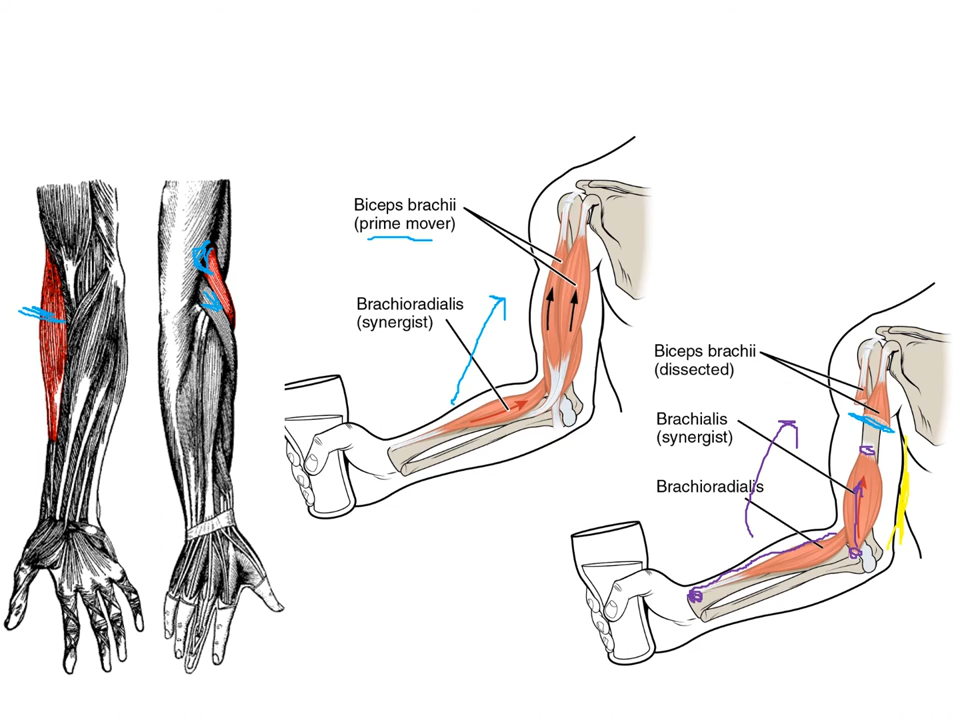 Biceps brachii
(prime mover)
Brachioradialis
(synergist)
Biceps brachii
(dissected)
Brachialis
(synergist)
Brachioradialis